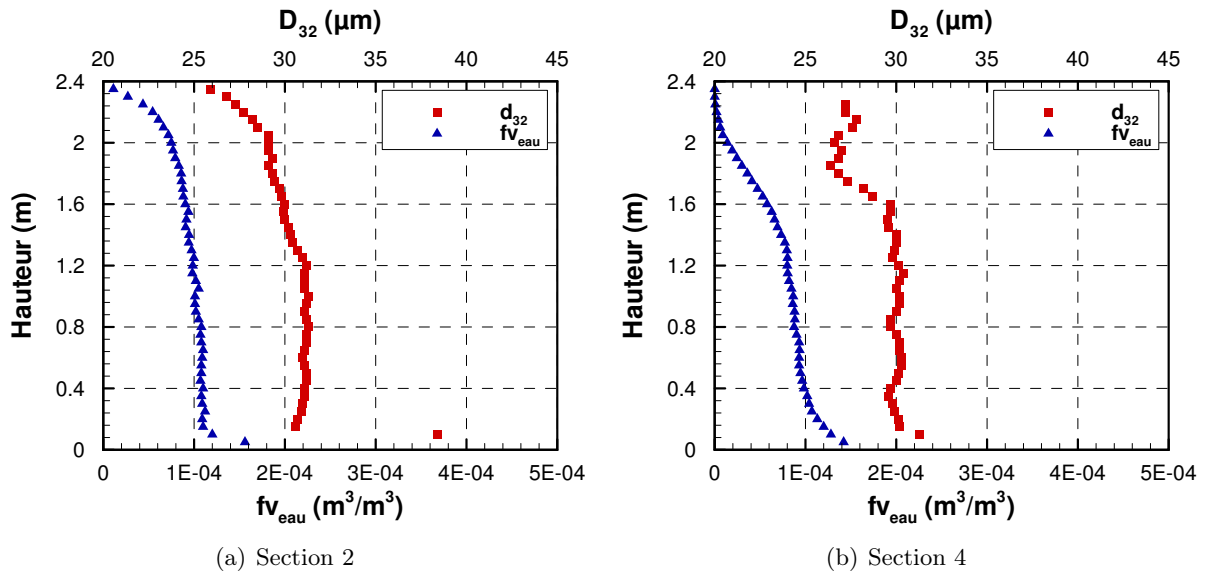 D32 (µm)
20 25 30 35 40 45
2.4
2
1.6
1.2
0.8
0.4
0
Hauteur (m)
d32
fveau
0 1E-04 2E-04 3E-04 4E-04 5E-04
fveau (m³/m³)
(a) Section 2
D32 (µm)
20 25 30 35 40 45
2.4
2
1.6
1.2
0.8
0.4
0
Hauteur (m)
d32
fveau
0 1E-04 2E-04 3E-04 4E-04 5E-04
fveau (m³/m³)
(b) Section 4